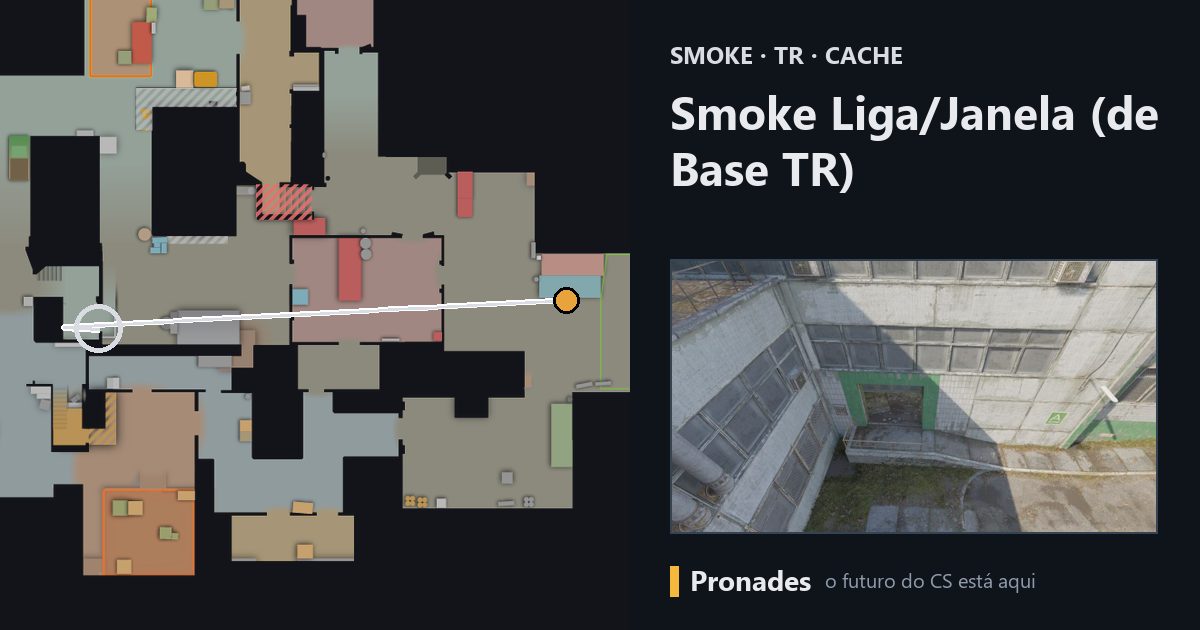 SMOKE · TR · CACHE
Smoke Liga/Janela (de
Base TR)
A
Pronades o futuro do CS está aqui